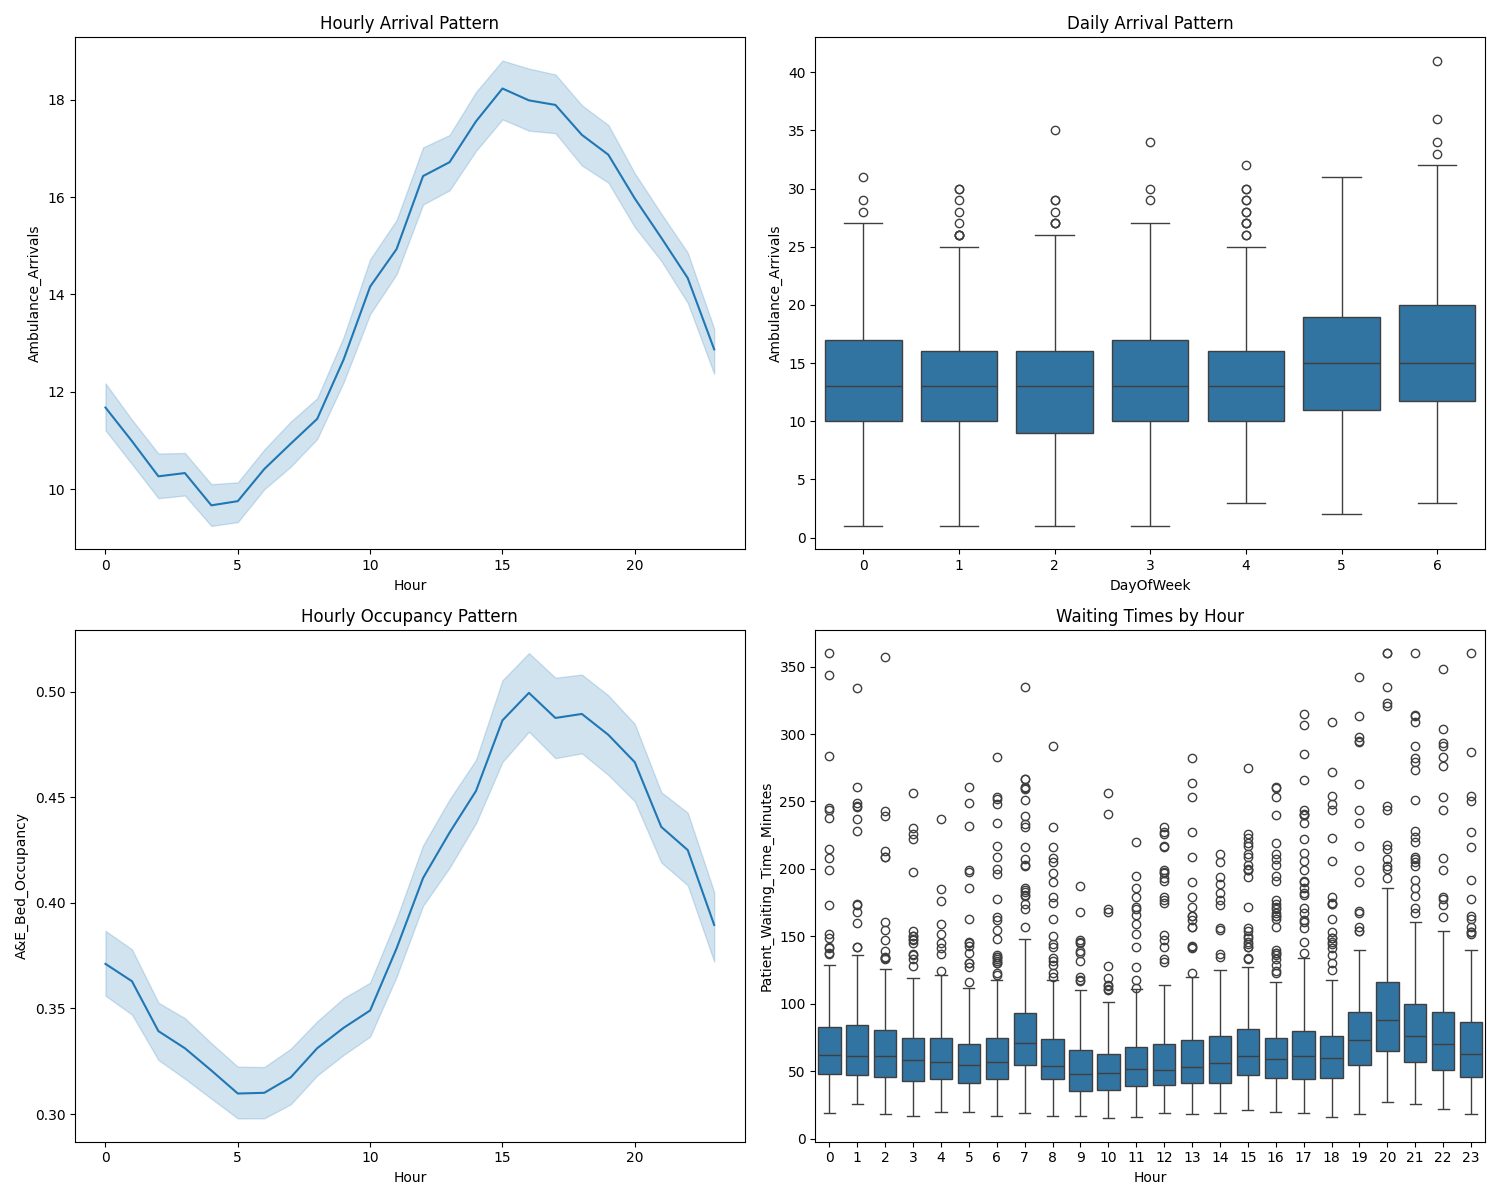 Hourly Arrival Pattern
Ambulance_Arrivals
18
16
14
12
10
0 5 10 15 20
Hour
Daily Arrival Pattern
Ambulance_Arrivals
40
35
30
25
20
15
10
5
0
0 1 2 3 4 5 6
DayOfWeek
Hourly Occupancy Pattern
A&E_Bed_Occupancy
0.50
0.45
0.40
0.35
0.30
0 5 10 15 20
Hour
Waiting Times by Hour
Patient_Waiting_Time_Minutes
350
300
250
200
150
100
50
0
0 1 2 3 4 5 6 7 8 9 10 11 12 13 14 15 16 17 18 19 20 21 22 23
Hour